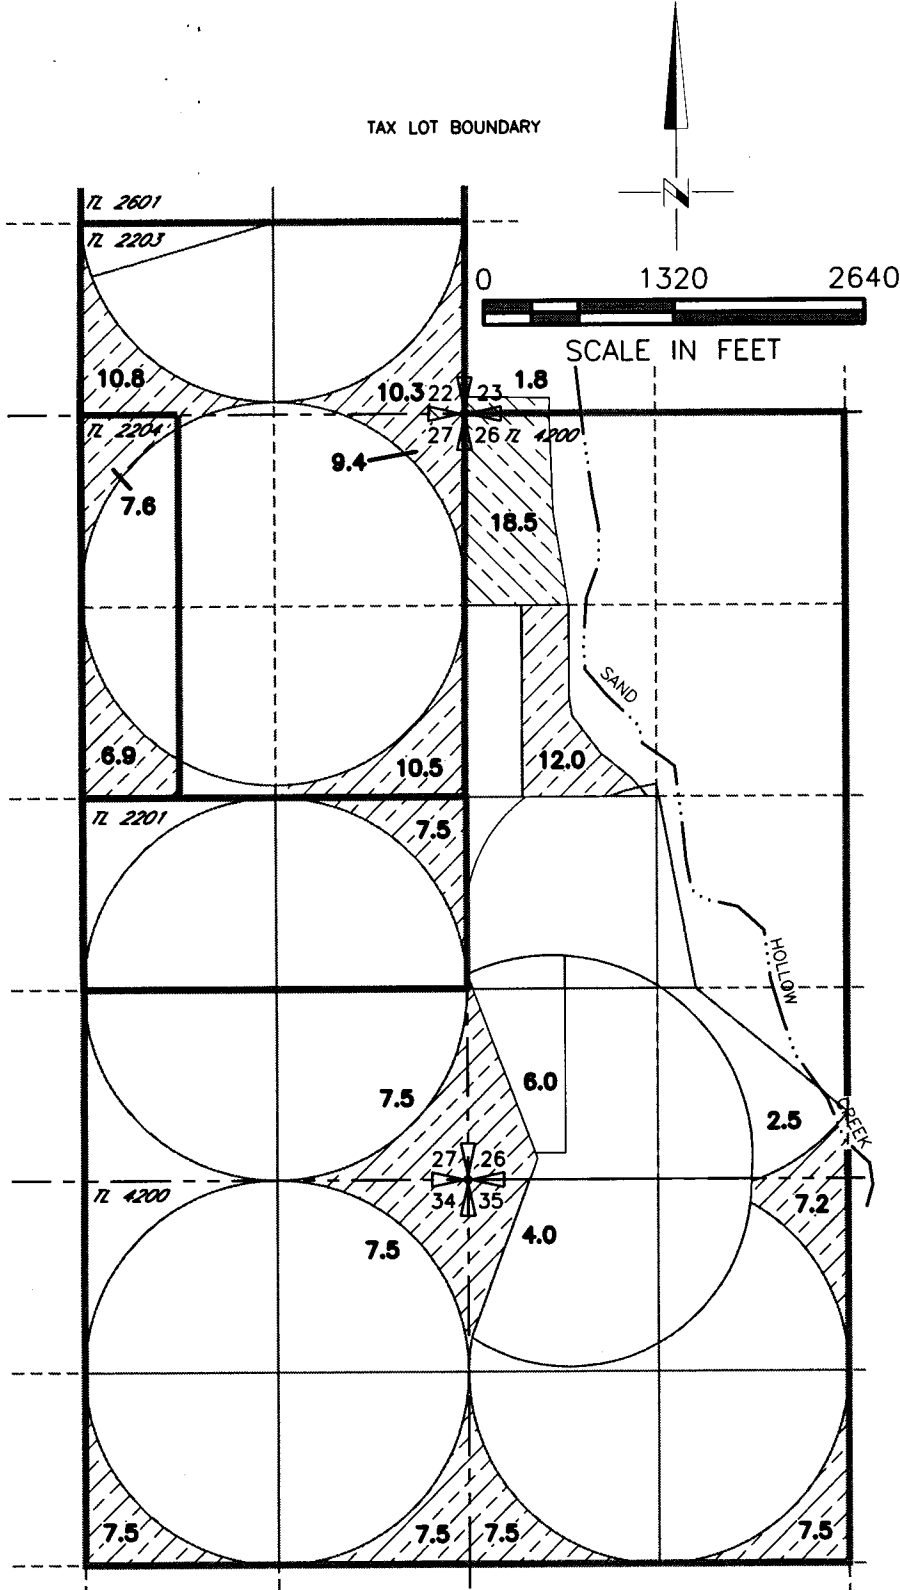 TAX LOT BOUNDARY
TL 2601
TL 2203
N
0 1320 2640
SCALE IN FEET
10.8
10.3
22 23
1.8
TL 2204
27 26
TL 4200
9.4
7.6
18.5
SAND
6.9
10.5
12.0
TL 2201
7.5
HOLLOW
7.5
6.0
2.5
CREEK
27 26
TL 4200
34 35
7.2
7.5
4.0
7.5
7.5
7.5
7.5